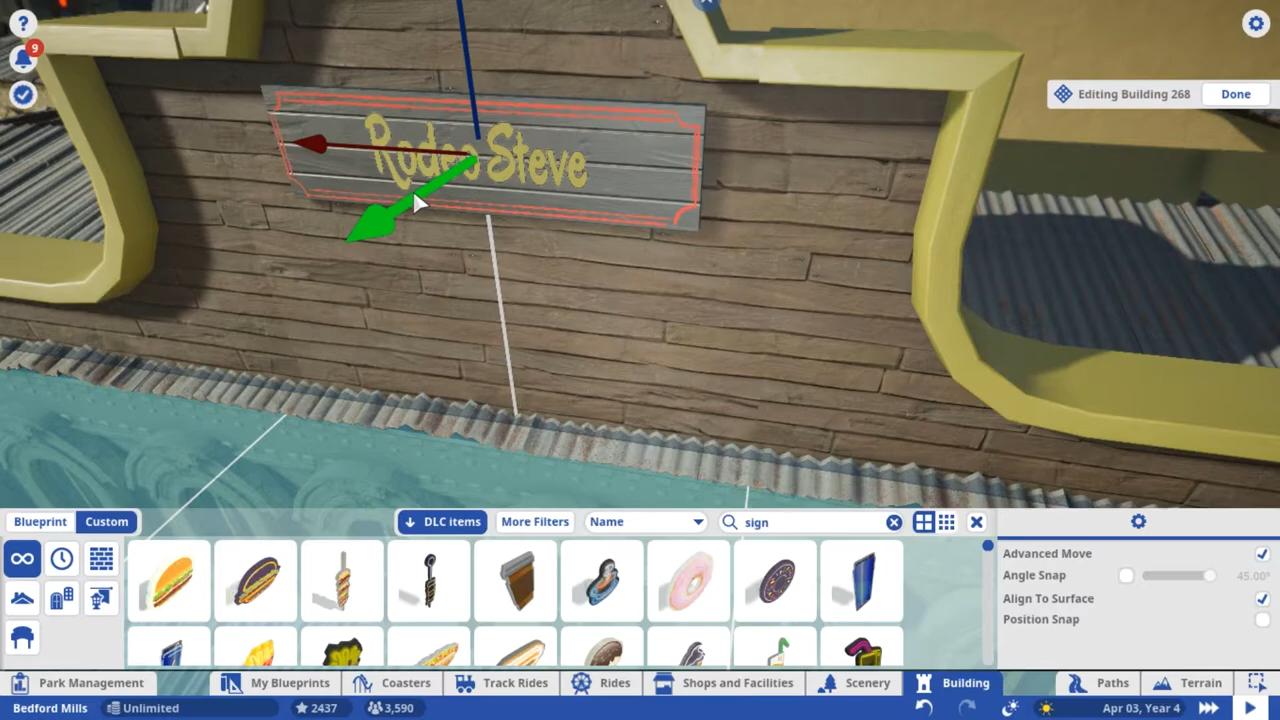 ?
9
Editing Building 268
Done
Rodeo Steve
Blueprint
Custom
DLC items
More Filters
Name
sign
Advanced Move
Angle Snap
45.00°
Align To Surface
Position Snap
Park Management
My Blueprints
Coasters
Track Rides
Rides
Shops and Facilities
Scenery
Building
Paths
Terrain
Bedford Mills
Unlimited
2437
3,590
Apr 03, Year 4